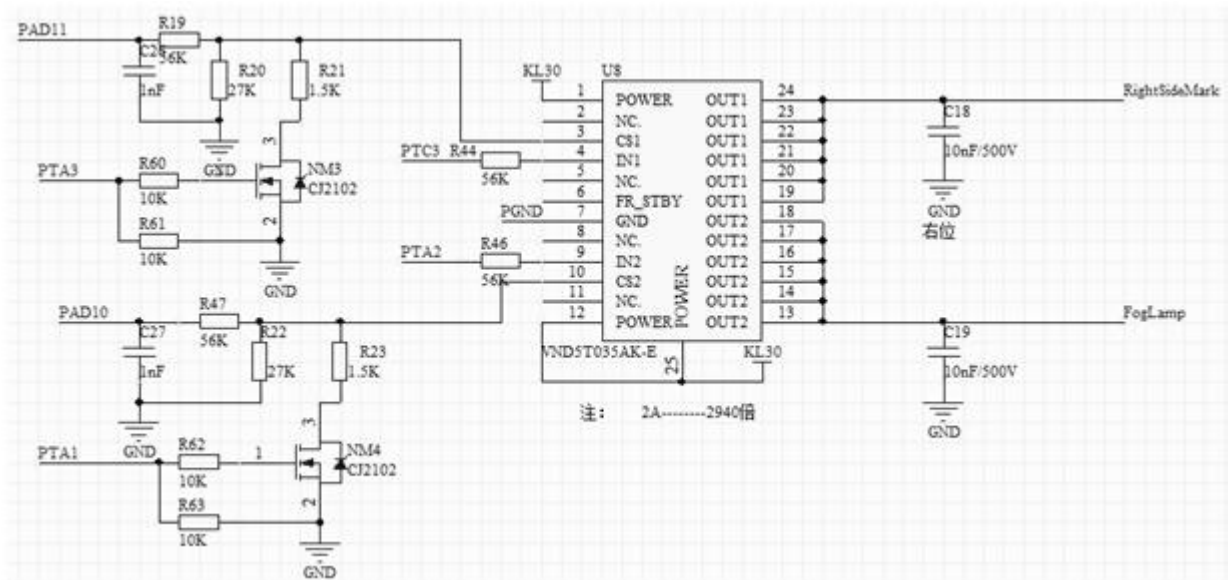 PAD11
R19
56K
C26
1nF
R20
27K
R21
1.5K
3
GND
PTA3
R60
10K
NM3
CJ2102
R61
10K
2
GND
PAD10
R47
56K
C27
1nF
R22
27K
R23
1.5K
3
GND
PTA1
R62
10K
1
NM4
CJ2102
R63
10K
2
GND
KL30
U8
PTC3
R44
56K
PGND
PTA2
R46
56K
1 POWER OUT1 24
2 NC. OUT1 23
3 CS1 OUT1 22
4 IN1 OUT1 21
5 NC. OUT1 20
6 FR_STBY OUT1 19
7 GND OUT2 18
8 NC. OUT2 17
9 IN2 OUT2 16
10 CS2 OUT2 15
11 NC. OUT2 14
12 POWER OUT2 13
POWER
25
VND5T035AK-E
KL30
注: 2A---------2940倍
RightSideMark
C18
10nF/500V
GND
右位
FogLamp
C19
10nF/500V
GND